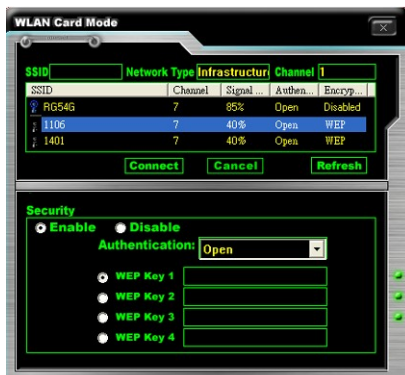 WLAN Card Mode
SSID Network Type Infrastructur Channel 1
SSID Channel Signal ... Authen... Encryp...
RG54G 7 85% Open Disabled
1106 7 40% Open WEP
1401 7 40% Open WEP
Connect Cancel Refresh
Security
Enable Disable
Authentication: Open
WEP Key 1
WEP Key 2
WEP Key 3
WEP Key 4